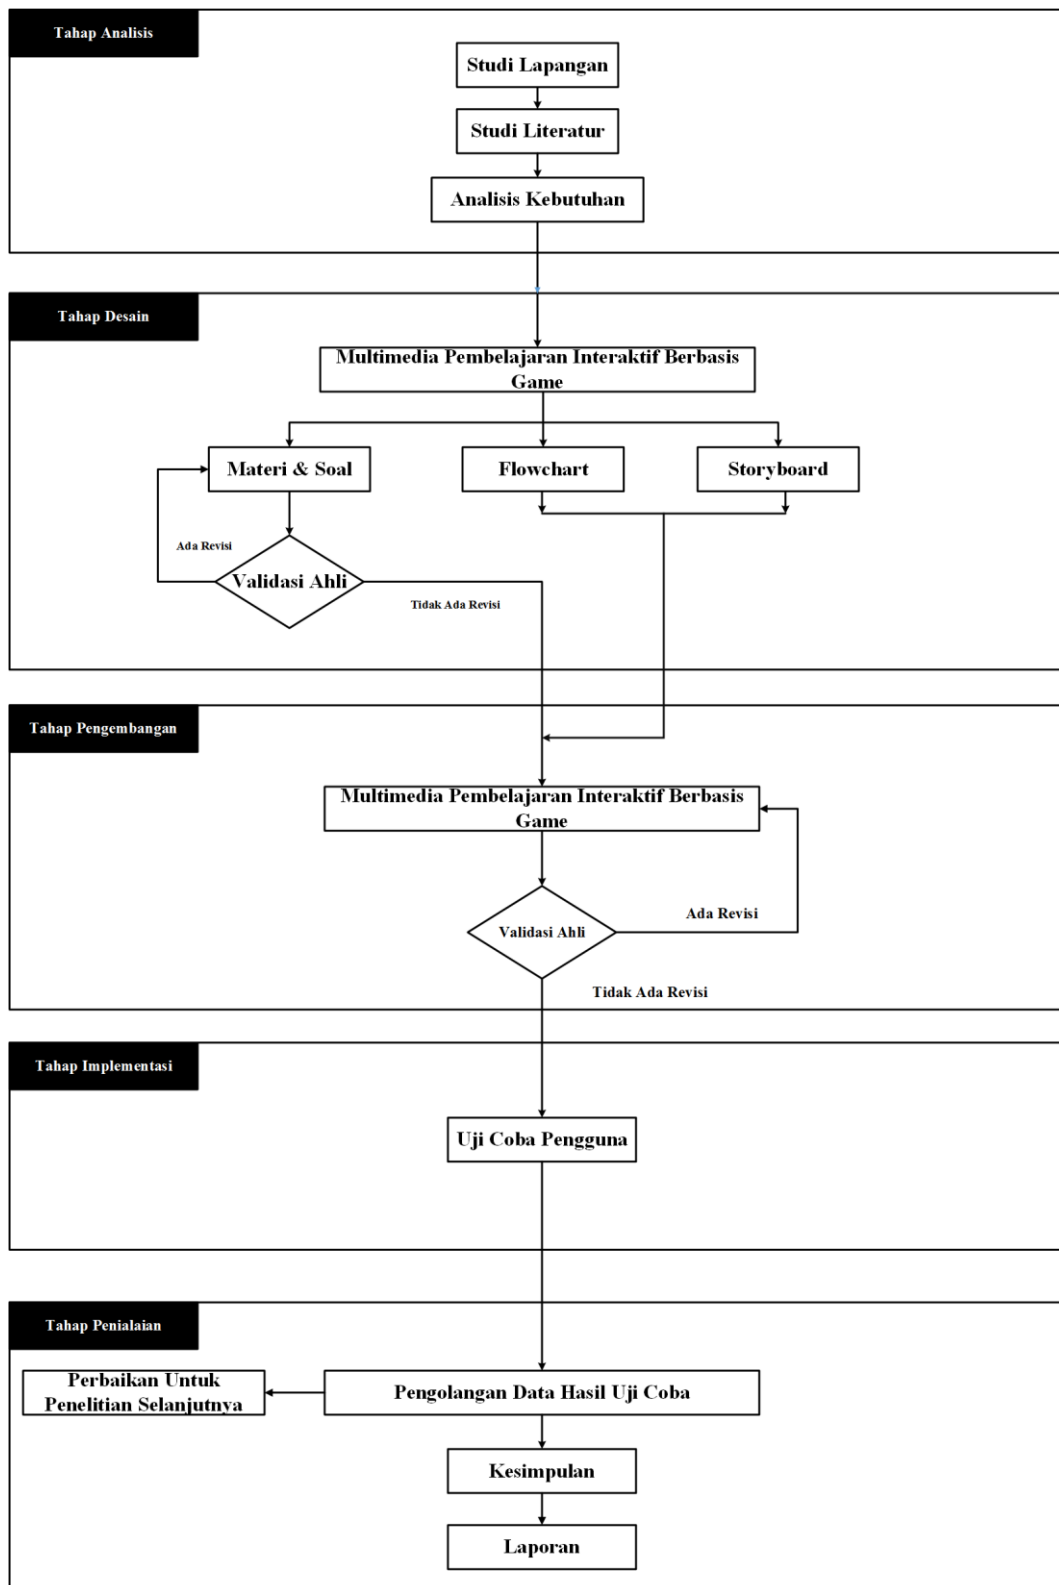 Tahap Analisis
Studi Lapangan
Studi Literatur
Analisis Kebutuhan
Tahap Desain
Multimedia Pembelajaran Interaktif Berbasis
Game
Materi & Soal
Flowchart
Storyboard
Ada Revisi
Validasi Ahli
Tidak Ada Revisi
Tahap Pengembangan
Multimedia Pembelajaran Interaktif Berbasis
Game
Ada Revisi
Validasi Ahli
Tidak Ada Revisi
Tahap Implementasi
Uji Coba Pengguna
Tahap Penialaian
Perbaikan Untuk
Penelitian Selanjutnya
Pengolangan Data Hasil Uji Coba
Kesimpulan
Laporan